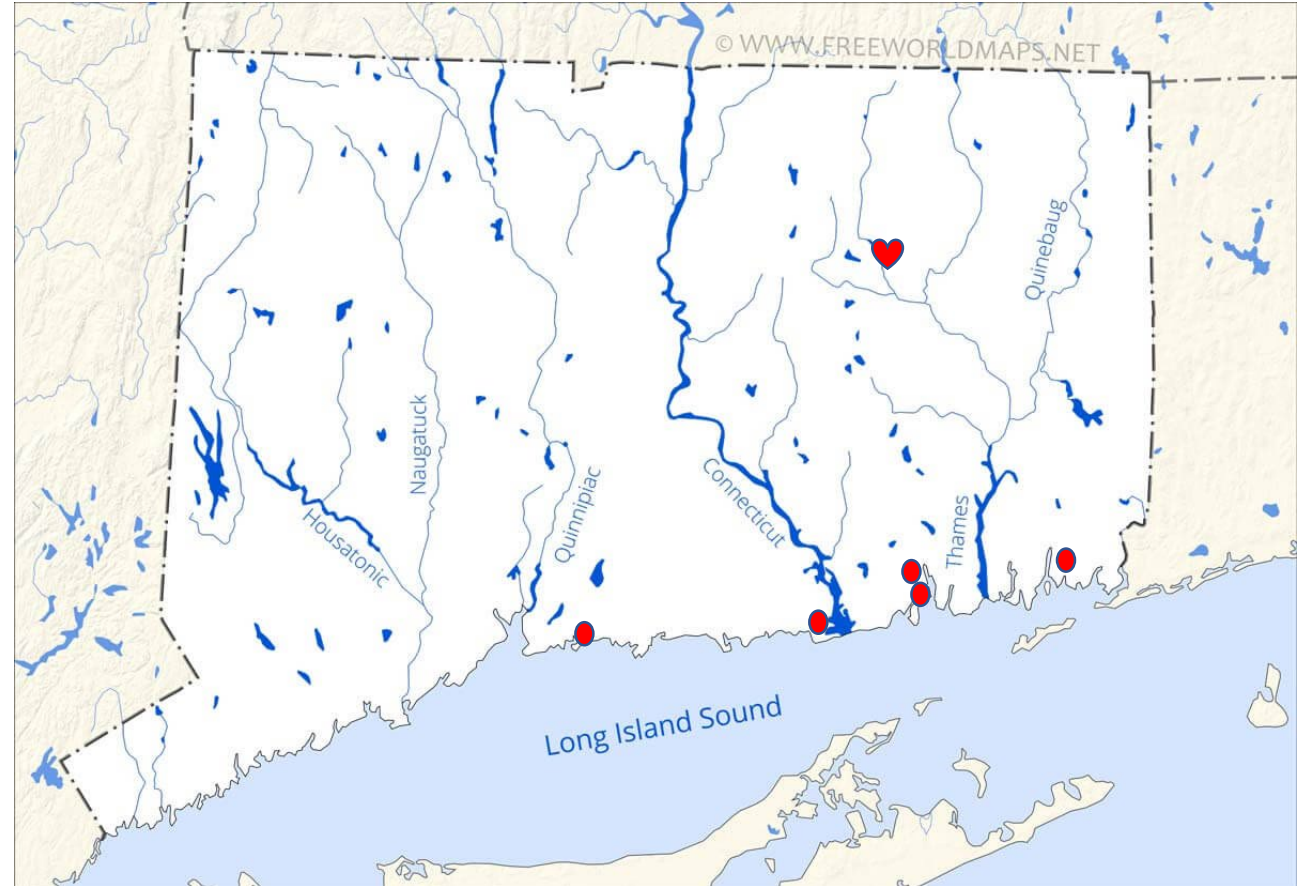 © WWW.FREEWORLDMAPS.NET
Quinebaug
Naugatuck
Housatonic
Quinnipiac
Connecticut
Thames
Long Island Sound